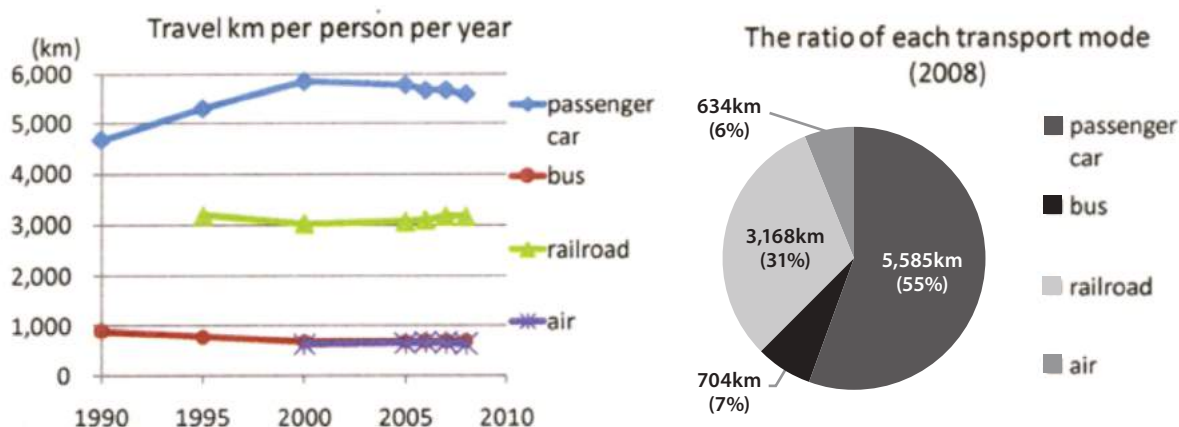 Travel km per person per year
(km)
6,000
5,000
4,000
3,000
2,000
1,000
0
1990 1995 2000 2005 2010
passenger
car
bus
railroad
air
The ratio of each transport mode
(2008)
634km
(6%)
3,168km
(31%)
5,585km
(55%)
704km
(7%)
passenger
car
bus
railroad
air